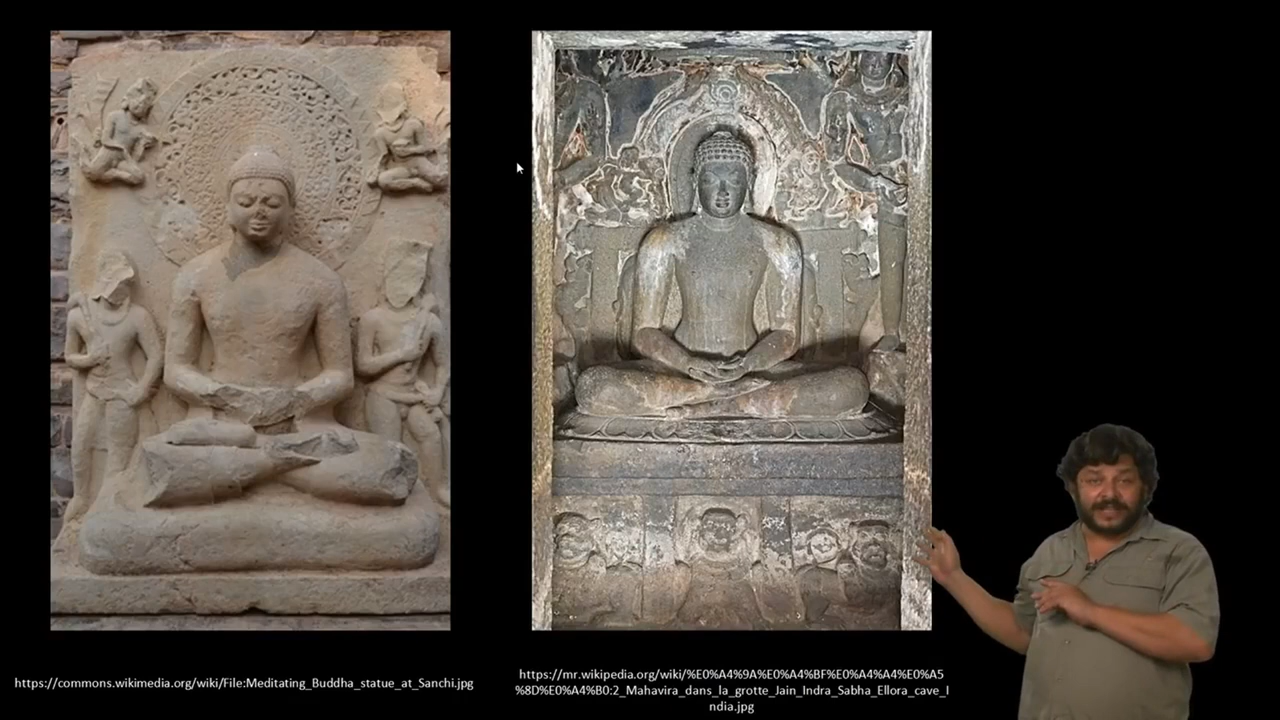 https://commons.wikimedia.org/wiki/File:Meditating_Buddha_statue_at_Sanchi.jpg
https://mr.wikipedia.org/wiki/%E0%A4%9A%E0%A4%BF%E0%A4%A4%E0%A5
%8D%E0%A4%B0:2_Mahavira_dans_la_grotte_Jain_Indra_Sabha_Ellora_cave_I
ndia.jpg